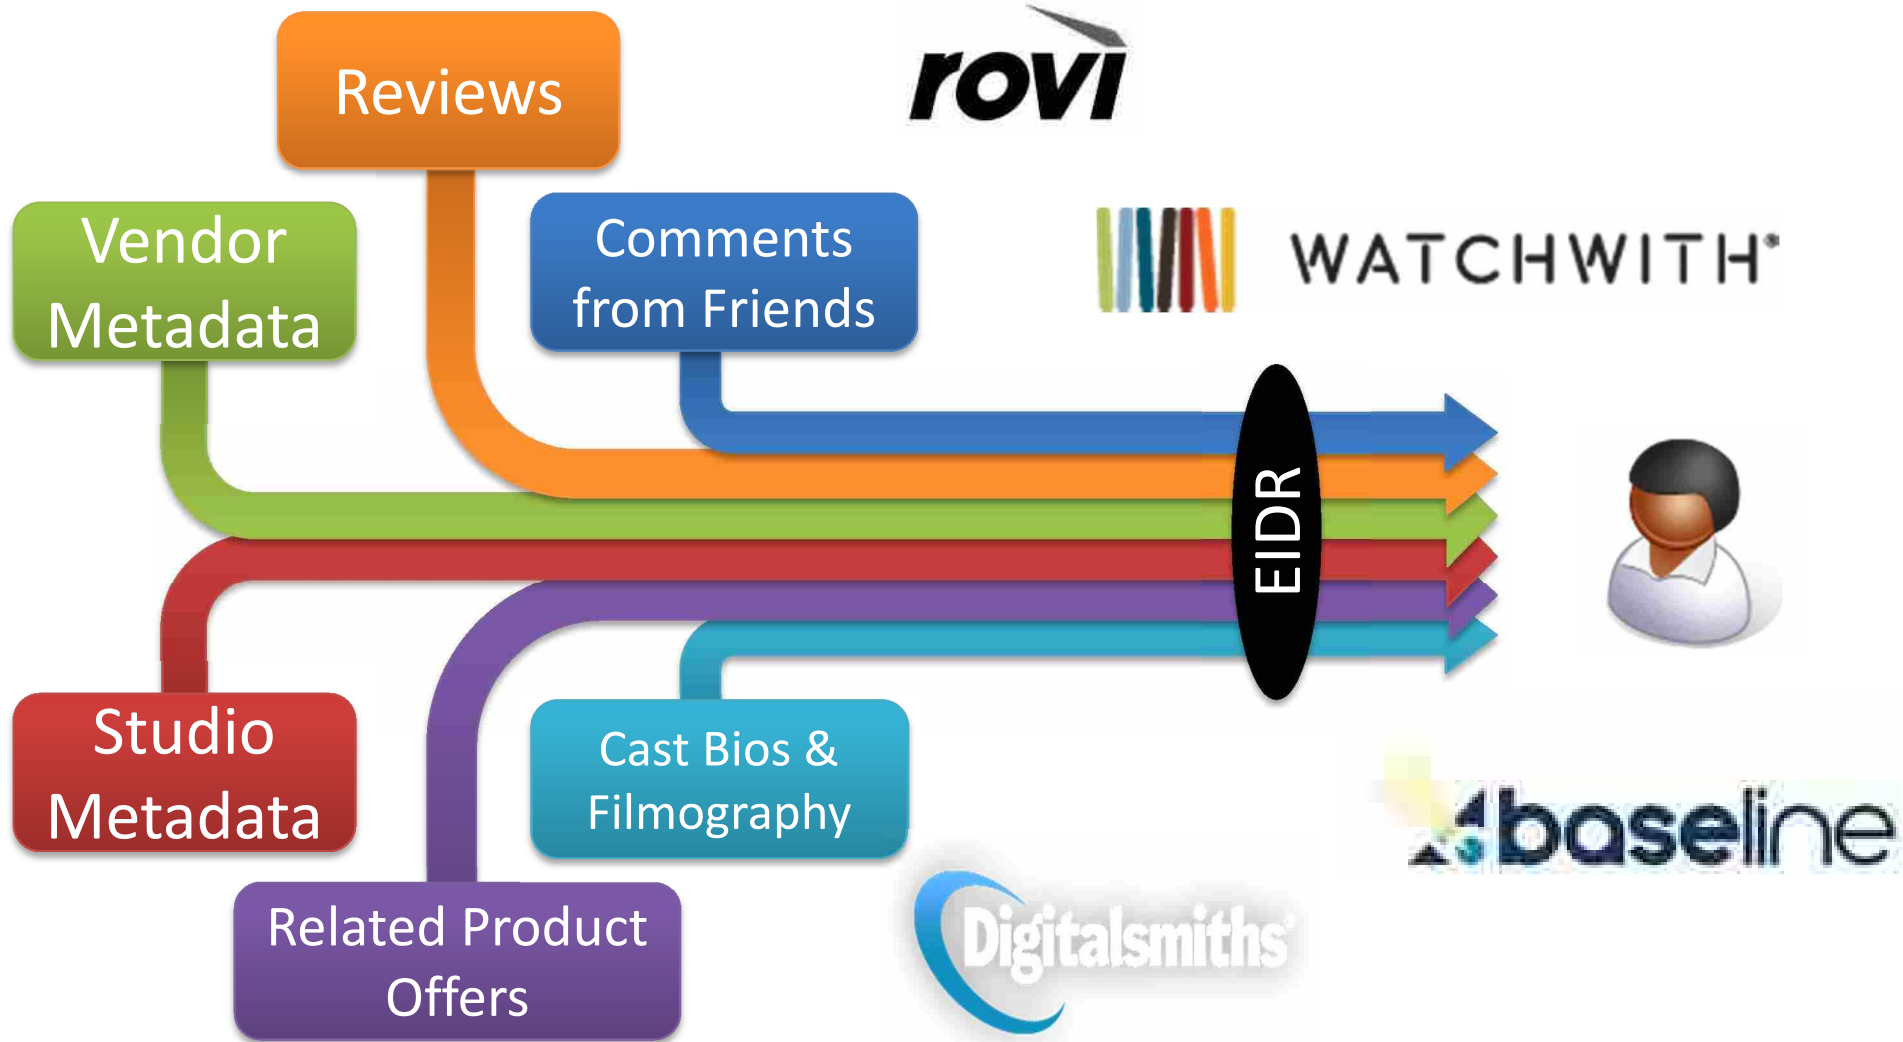 Reviews
rovi
Vendor
Metadata
Comments
from Friends
WATCHWITH®
EIDR
Studio
Metadata
Cast Bios &
Filmography
baseline
Related Product
Offers
Digitalsmiths®